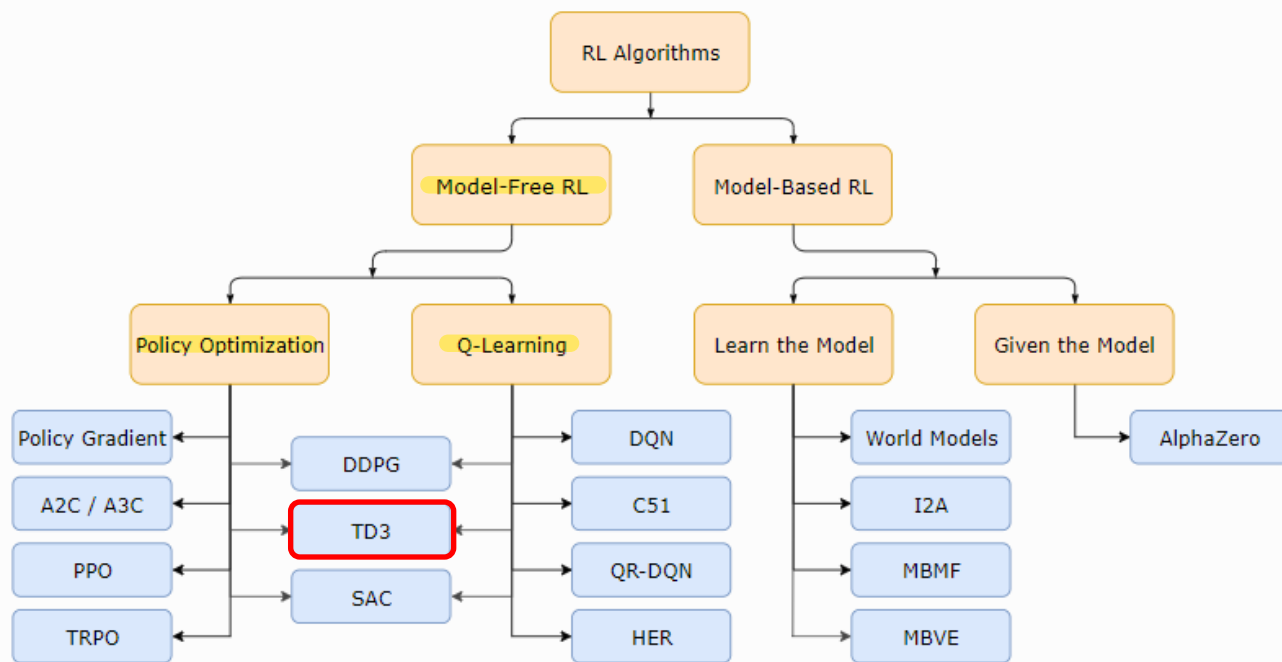 RL Algorithms
Model-Free RL
Model-Based RL
Policy Optimization
Q-Learning
Learn the Model
Given the Model
Policy Gradient
DQN
World Models
AlphaZero
DDPG
A2C / A3C
C51
I2A
TD3
PPO
QR-DQN
MBMF
SAC
TRPO
HER
MBVE